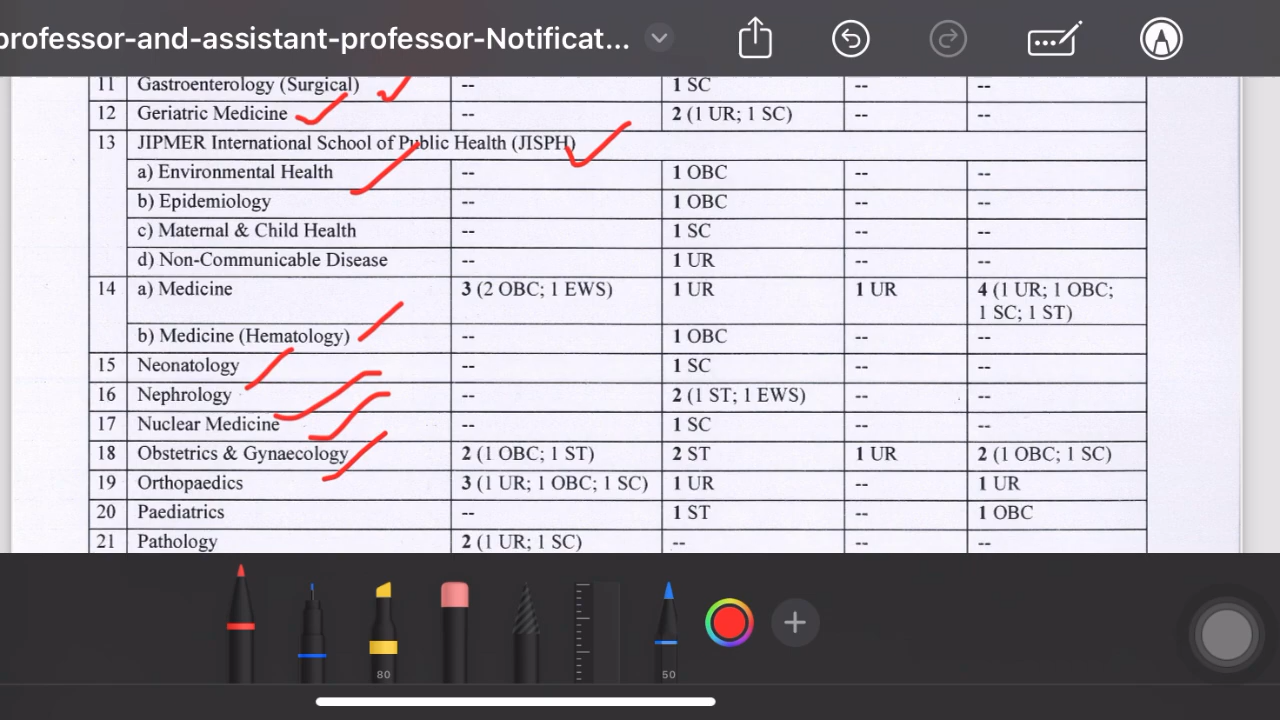 professor-and-assistant-professor-Notificat...
11 Gastroenterology (Surgical) -- 1 SC -- --
12 Geriatric Medicine -- 2 (1 UR; 1 SC) -- --
13 JIPMER International School of Public Health (JISPH)
a) Environmental Health -- 1 OBC -- --
b) Epidemiology -- 1 OBC -- --
c) Maternal & Child Health -- 1 SC -- --
d) Non-Communicable Disease -- 1 UR -- --
14 a) Medicine 3 (2 OBC; 1 EWS) 1 UR 1 UR 4 (1 UR; 1 OBC;
1 SC; 1 ST)
b) Medicine (Hematology) -- 1 OBC -- --
15 Neonatology -- 1 SC -- --
16 Nephrology -- 2 (1 ST; 1 EWS) -- --
17 Nuclear Medicine -- 1 SC -- --
18 Obstetrics & Gynaecology 2 (1 OBC; 1 ST) 2 ST 1 UR 2 (1 OBC; 1 SC)
19 Orthopaedics 3 (1 UR; 1 OBC; 1 SC) 1 UR -- 1 UR
20 Paediatrics -- 1 ST -- 1 OBC
21 Pathology 2 (1 UR; 1 SC) -- -- --
80 50